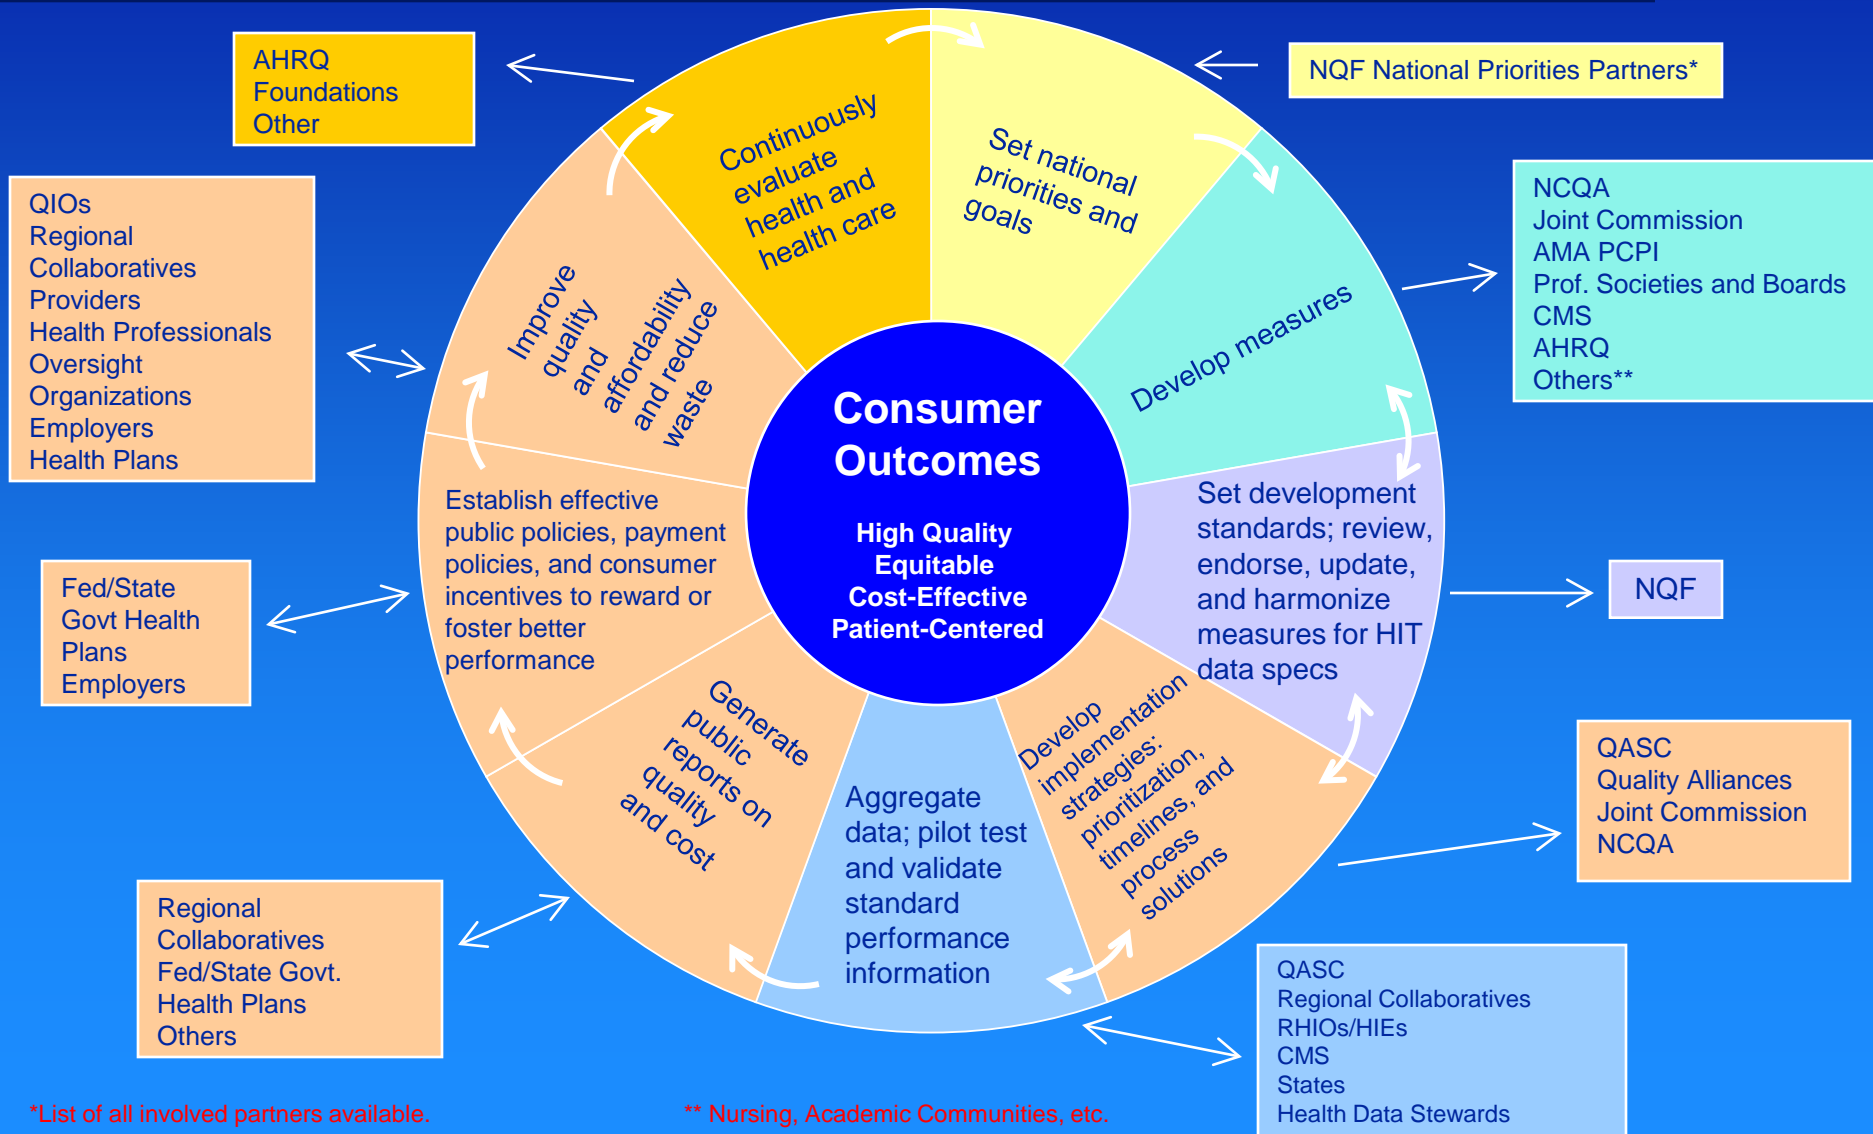 AHRQ
Foundations
Other
NQF National Priorities Partners*
Continuously
evaluate
health and
health care
Set national
priorities and
goals
QIOs
Regional
Collaboratives
Providers
Health Professionals
Oversight
Organizations
Employers
Health Plans
NCQA
Joint Commission
AMA PCPI
Prof. Societies and Boards
CMS
AHRQ
Others**
Improve
quality
and
affordability
and reduce
waste
Develop measures
Consumer
Outcomes
High Quality
Equitable
Cost-Effective
Patient-Centered
Establish effective
public policies, payment
policies, and consumer
incentives to reward or
foster better
performance
Set development
standards; review,
endorse, update,
and harmonize
measures for HIT
data specs
Fed/State
Govt Health
Plans
Employers
NQF
Generate
public
reports on
quality
and cost
Aggregate
data; pilot test
and validate
standard
performance
information
Develop
implementation
strategies:
prioritization,
timelines, and
process
solutions
QASC
Quality Alliances
Joint Commission
NCQA
Regional
Collaboratives
Fed/State Govt.
Health Plans
Others
QASC
Regional Collaboratives
RHIOs/HIEs
CMS
States
Health Data Stewards
*List of all involved partners available.
** Nursing, Academic Communities, etc.